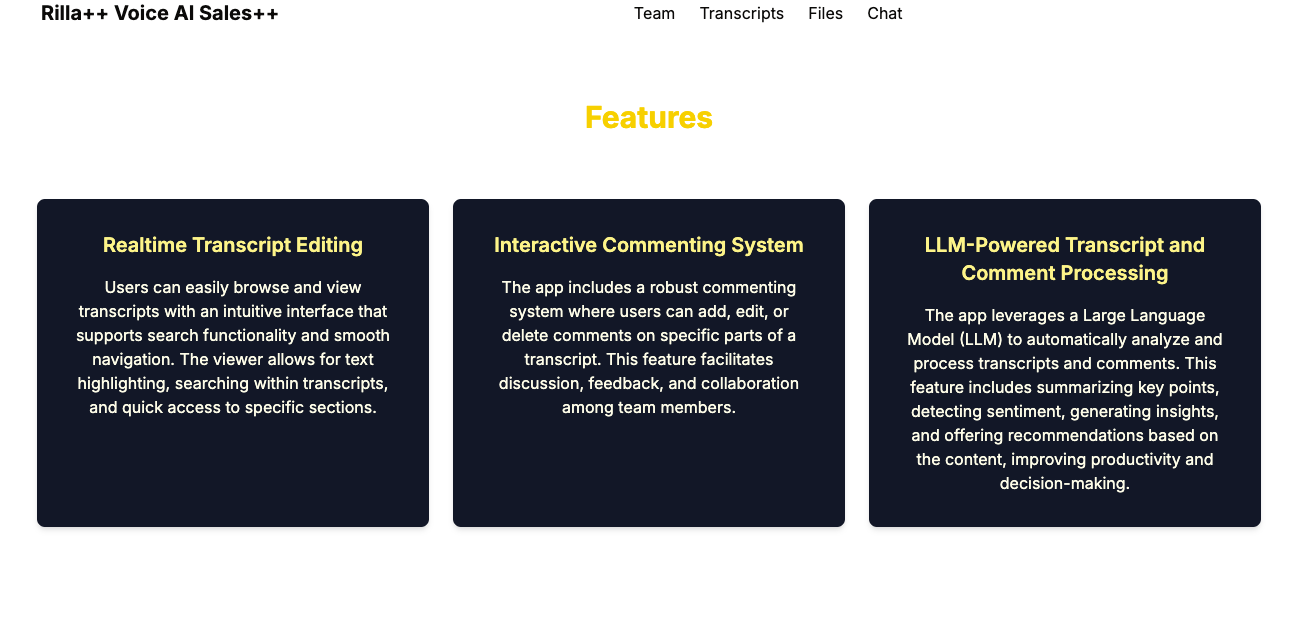 Rilla++ Voice AI Sales++
Team Transcripts Files Chat
Features
Realtime Transcript Editing
Users can easily browse and view
transcripts with an intuitive interface that
supports search functionality and smooth
navigation. The viewer allows for text
highlighting, searching within transcripts,
and quick access to specific sections.
Interactive Commenting System
The app includes a robust commenting
system where users can add, edit, or
delete comments on specific parts of a
transcript. This feature facilitates
discussion, feedback, and collaboration
among team members.
LLM-Powered Transcript and
Comment Processing
The app leverages a Large Language
Model (LLM) to automatically analyze and
process transcripts and comments. This
feature includes summarizing key points,
detecting sentiment, generating insights,
and offering recommendations based on
the content, improving productivity and
decision-making.